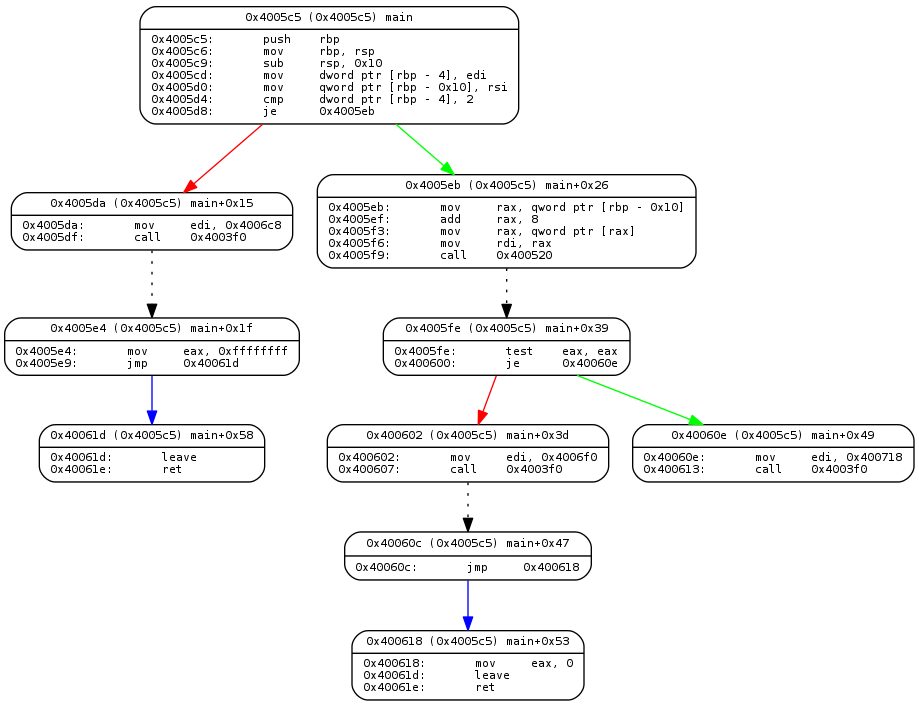 0x4005c5 (0x4005c5) main
0x4005c5: push rbp
0x4005c6: mov rbp, rsp
0x4005c9: sub rsp, 0x10
0x4005cd: mov dword ptr [rbp - 4], edi
0x4005d0: mov qword ptr [rbp - 0x10], rsi
0x4005d4: cmp dword ptr [rbp - 4], 2
0x4005d8: je 0x4005eb
0x4005da (0x4005c5) main+0x15
0x4005da: mov edi, 0x4006c8
0x4005df: call 0x4003f0
0x4005eb (0x4005c5) main+0x26
0x4005eb: mov rax, qword ptr [rbp - 0x10]
0x4005ef: add rax, 8
0x4005f3: mov rax, qword ptr [rax]
0x4005f6: mov rdi, rax
0x4005f9: call 0x400520
0x4005e4 (0x4005c5) main+0x1f
0x4005e4: mov eax, 0xffffffff
0x4005e9: jmp 0x40061d
0x4005fe (0x4005c5) main+0x39
0x4005fe: test eax, eax
0x400600: je 0x40060e
0x40061d (0x4005c5) main+0x58
0x40061d: leave
0x40061e: ret
0x400602 (0x4005c5) main+0x3d
0x400602: mov edi, 0x4006f0
0x400607: call 0x4003f0
0x40060e (0x4005c5) main+0x49
0x40060e: mov edi, 0x400718
0x400613: call 0x4003f0
0x40060c (0x4005c5) main+0x47
0x40060c: jmp 0x400618
0x400618 (0x4005c5) main+0x53
0x400618: mov eax, 0
0x40061d: leave
0x40061e: ret